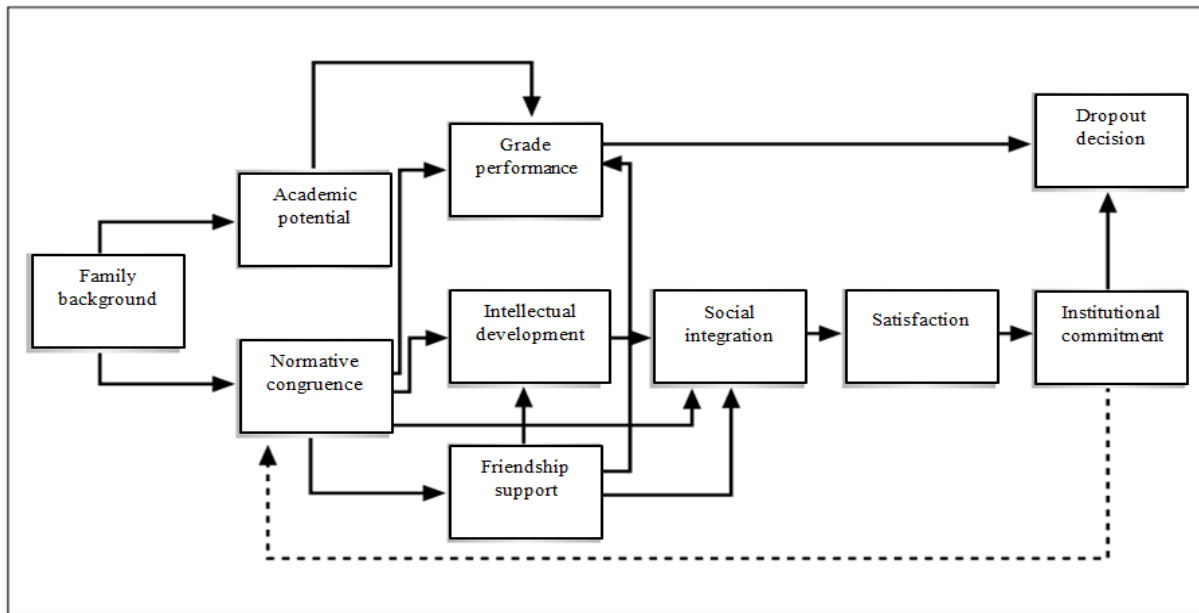 Grade
performance
Dropout
decision
Academic
potential
Family
background
Intellectual
development
Social
integration
Satisfaction
Institutional
commitment
Normative
congruence
Friendship
support